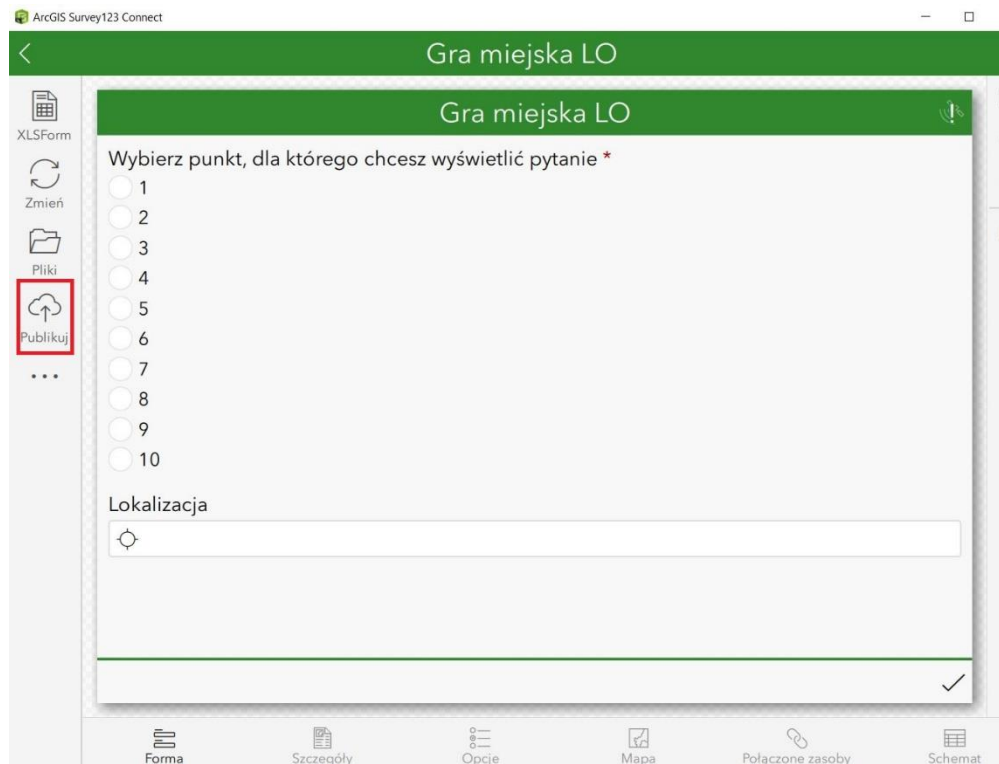 ArcGIS Survey123 Connect
Gra miejska LO
XLSForm
Zmień
Pliki
Publikuj
Gra miejska LO
Wybierz punkt, dla którego chcesz wyświetlić pytanie *
1
2
3
4
5
6
7
8
9
10
Lokalizacja
Forma
Szczegóły
Opcje
Mapa
Połączone zasoby
Schemat